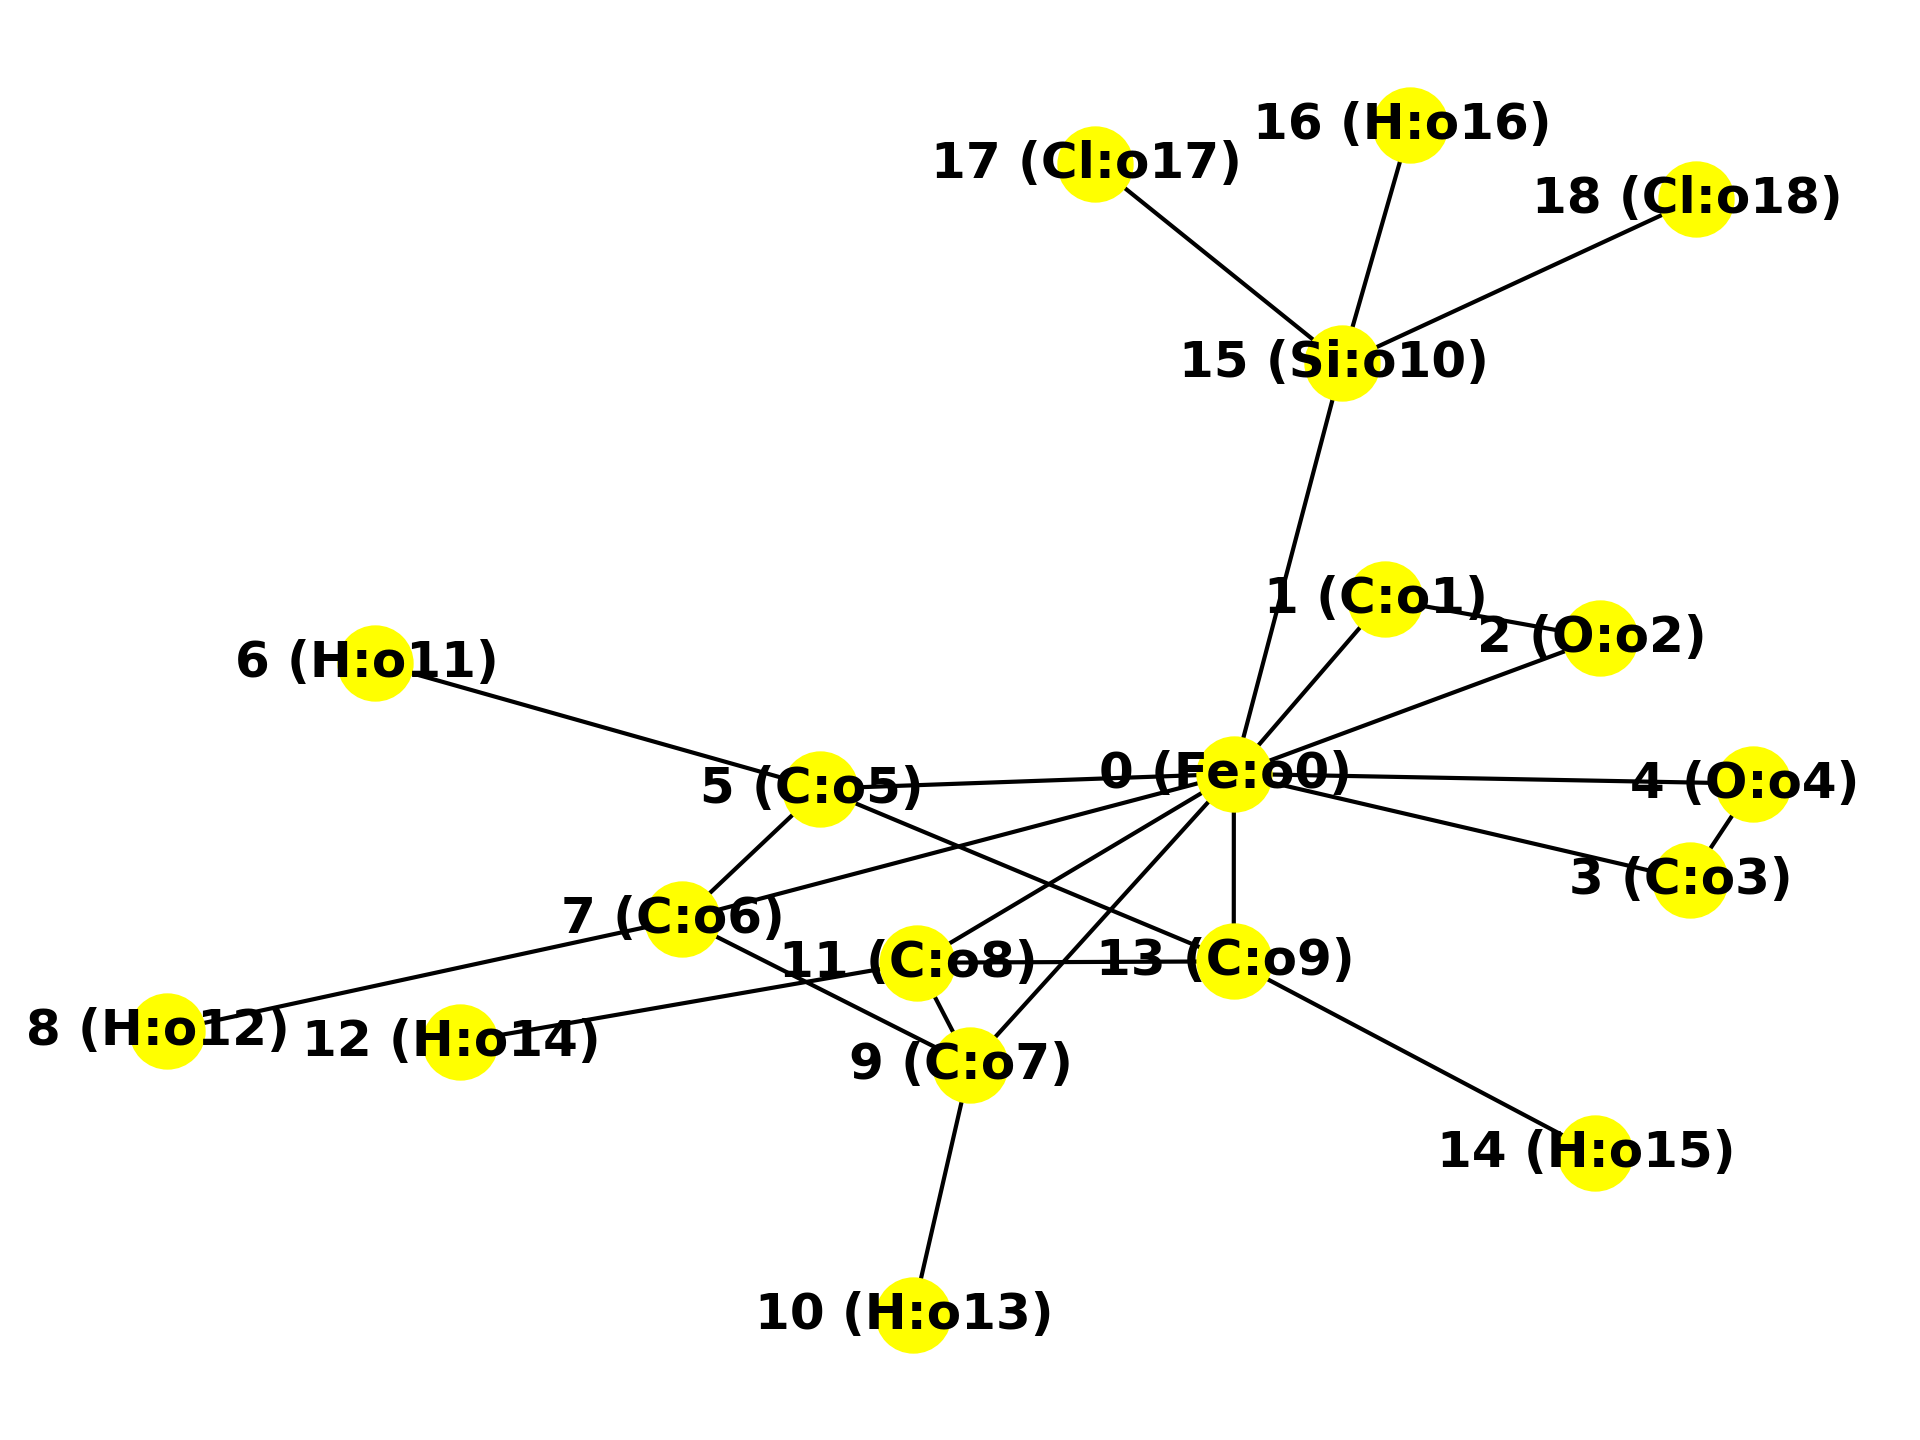 16 (H:o16)
17 (Cl:o17)
18 (Cl:o18)
15 (Si:o10)
1 (C:o1)
2 (O:o2)
6 (H:o11)
0 (Fe:o0)
4 (O:o4)
5 (C:o5)
3 (C:o3)
7 (C:o6)
11 (C:o8)
13 (C:o9)
8 (H:o12)
12 (H:o14)
9 (C:o7)
14 (H:o15)
10 (H:o13)